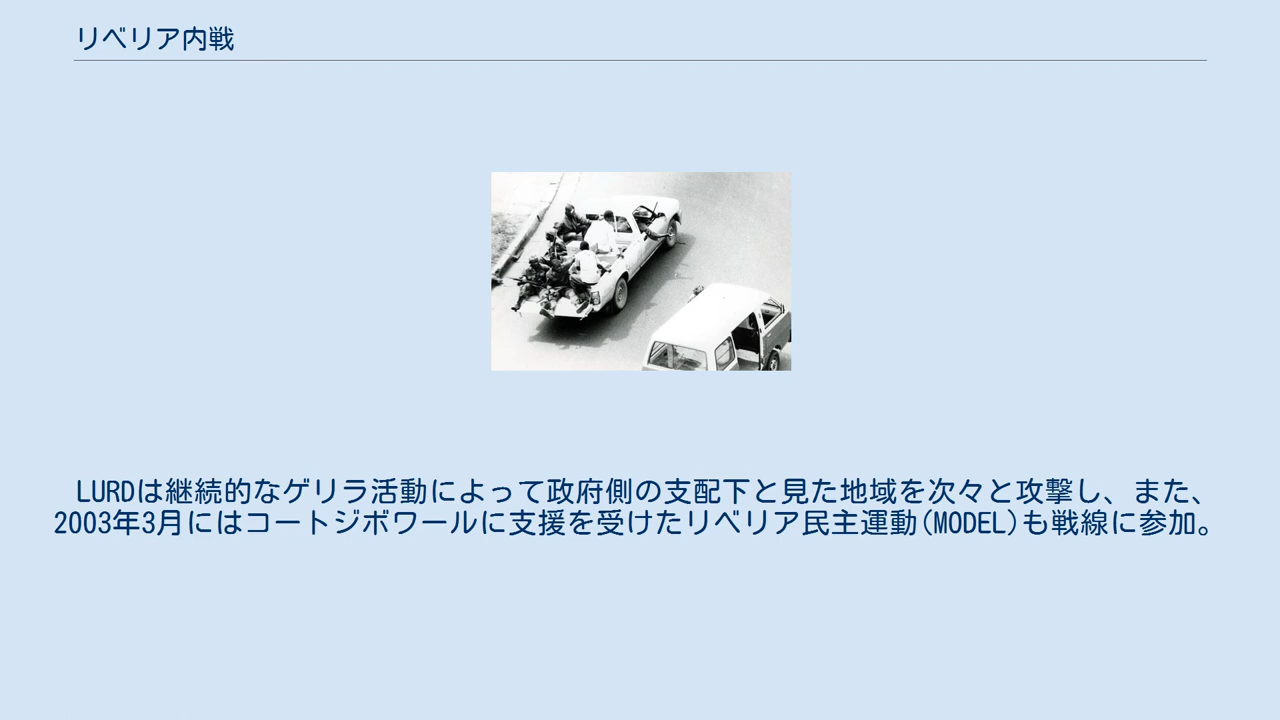 リベリア内戦
LURDは継続的なゲリラ活動によって政府側の支配下と見た地域を次々と攻撃し、また、
2003年3月にはコートジボワールに支援を受けたリベリア民主運動(MODEL)も戦線に参加。